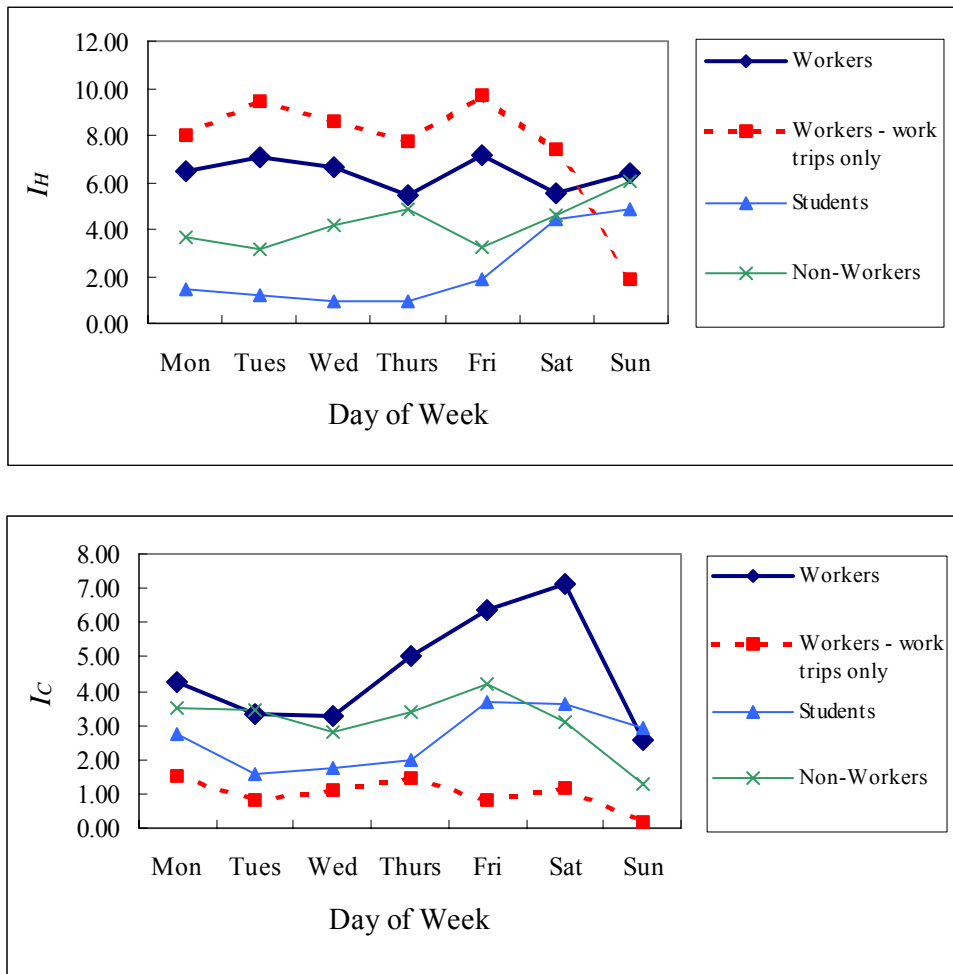 12.00
10.00
8.00
6.00
4.00
2.00
0.00
I_H
Mon Tues Wed Thurs Fri Sat Sun
Day of Week
Workers
Workers - work
trips only
Students
Non-Workers
8.00
7.00
6.00
5.00
4.00
3.00
2.00
1.00
0.00
I_C
Mon Tues Wed Thurs Fri Sat Sun
Day of Week
Workers
Workers - work
trips only
Students
Non-Workers